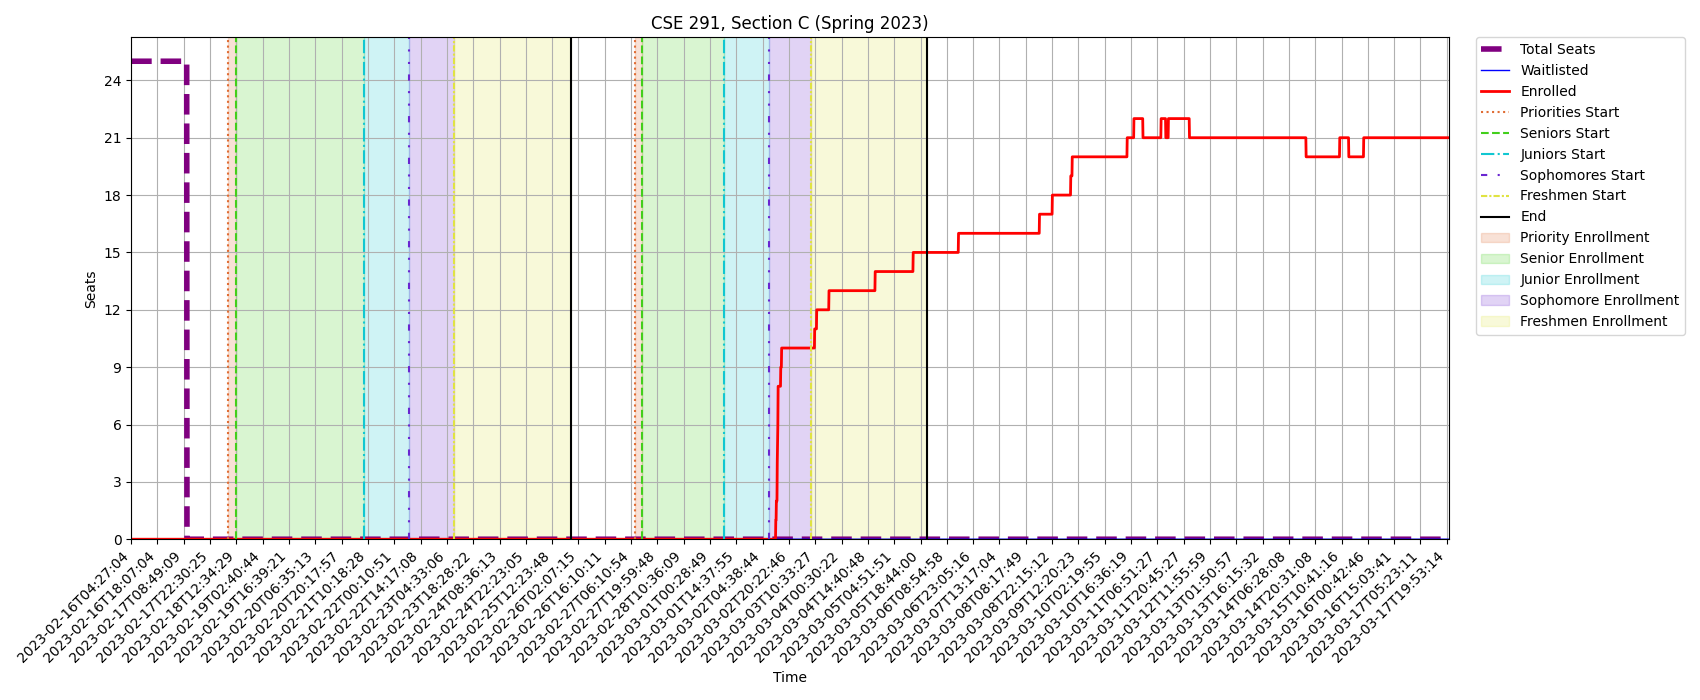 CSE 291, Section C (Spring 2023)
Seats
24
21
18
15
12
9
6
3
0
2023-02-16T04:27:04
2023-02-16T18:07:04
2023-02-17T08:49:09
2023-02-17T22:30:25
2023-02-18T12:34:29
2023-02-19T02:40:44
2023-02-19T16:39:21
2023-02-20T06:35:13
2023-02-20T20:17:57
2023-02-21T10:18:28
2023-02-22T00:10:51
2023-02-22T14:17:08
2023-02-23T04:33:06
2023-02-23T18:28:22
2023-02-24T08:36:13
2023-02-24T22:23:05
2023-02-25T12:23:48
2023-02-26T02:07:15
2023-02-26T16:10:11
2023-02-27T06:10:54
2023-02-27T19:59:48
2023-02-28T10:36:09
2023-03-01T00:28:49
2023-03-01T14:37:55
2023-03-02T04:38:44
2023-03-02T20:22:46
2023-03-03T10:33:27
2023-03-04T00:30:22
2023-03-04T14:40:48
2023-03-05T04:51:51
2023-03-05T18:44:00
2023-03-06T08:54:58
2023-03-06T23:05:16
2023-03-07T13:17:04
2023-03-08T08:17:49
2023-03-08T22:15:12
2023-03-09T12:20:23
2023-03-10T02:19:55
2023-03-10T16:36:19
2023-03-11T06:51:27
2023-03-11T20:45:27
2023-03-12T11:55:59
2023-03-13T01:50:57
2023-03-13T16:15:32
2023-03-14T06:28:08
2023-03-14T20:31:08
2023-03-15T10:41:16
2023-03-16T00:42:46
2023-03-16T15:03:41
2023-03-17T05:23:11
2023-03-17T19:53:14
Time
Total Seats
Waitlisted
Enrolled
Priorities Start
Seniors Start
Juniors Start
Sophomores Start
Freshmen Start
End
Priority Enrollment
Senior Enrollment
Junior Enrollment
Sophomore Enrollment
Freshmen Enrollment